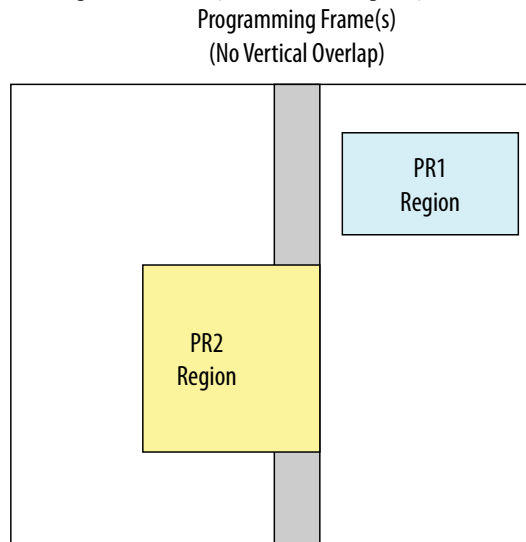 Programming Frame(s)
(No Vertical Overlap)
PR1
Region
PR2
Region